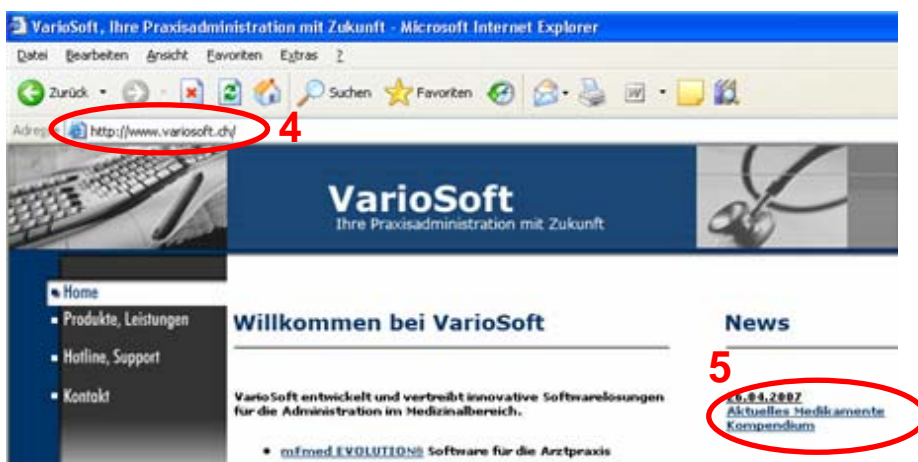 VarioSoft, Ihre Praxisadministration mit Zukunft - Microsoft Internet Explorer
Datei Bearbeiten Ansicht Favoriten Extras ?
Zurück Suchen Favoriten
Adresse http://www.variosoft.ch/ 4
VarioSoft
Ihre Praxisadministration mit Zukunft
Home
Produkte, Leistungen
Hotline, Support
Kontakt
Willkommen bei VarioSoft
VarioSoft entwickelt und vertreibt innovative Softwarelösungen
für die Administration im Medizinalbereich.
• mFmed EVOLUTION® Software für die Arztpraxis
News
5
26.04.2007
Aktuelles Medikamente
Kompendium